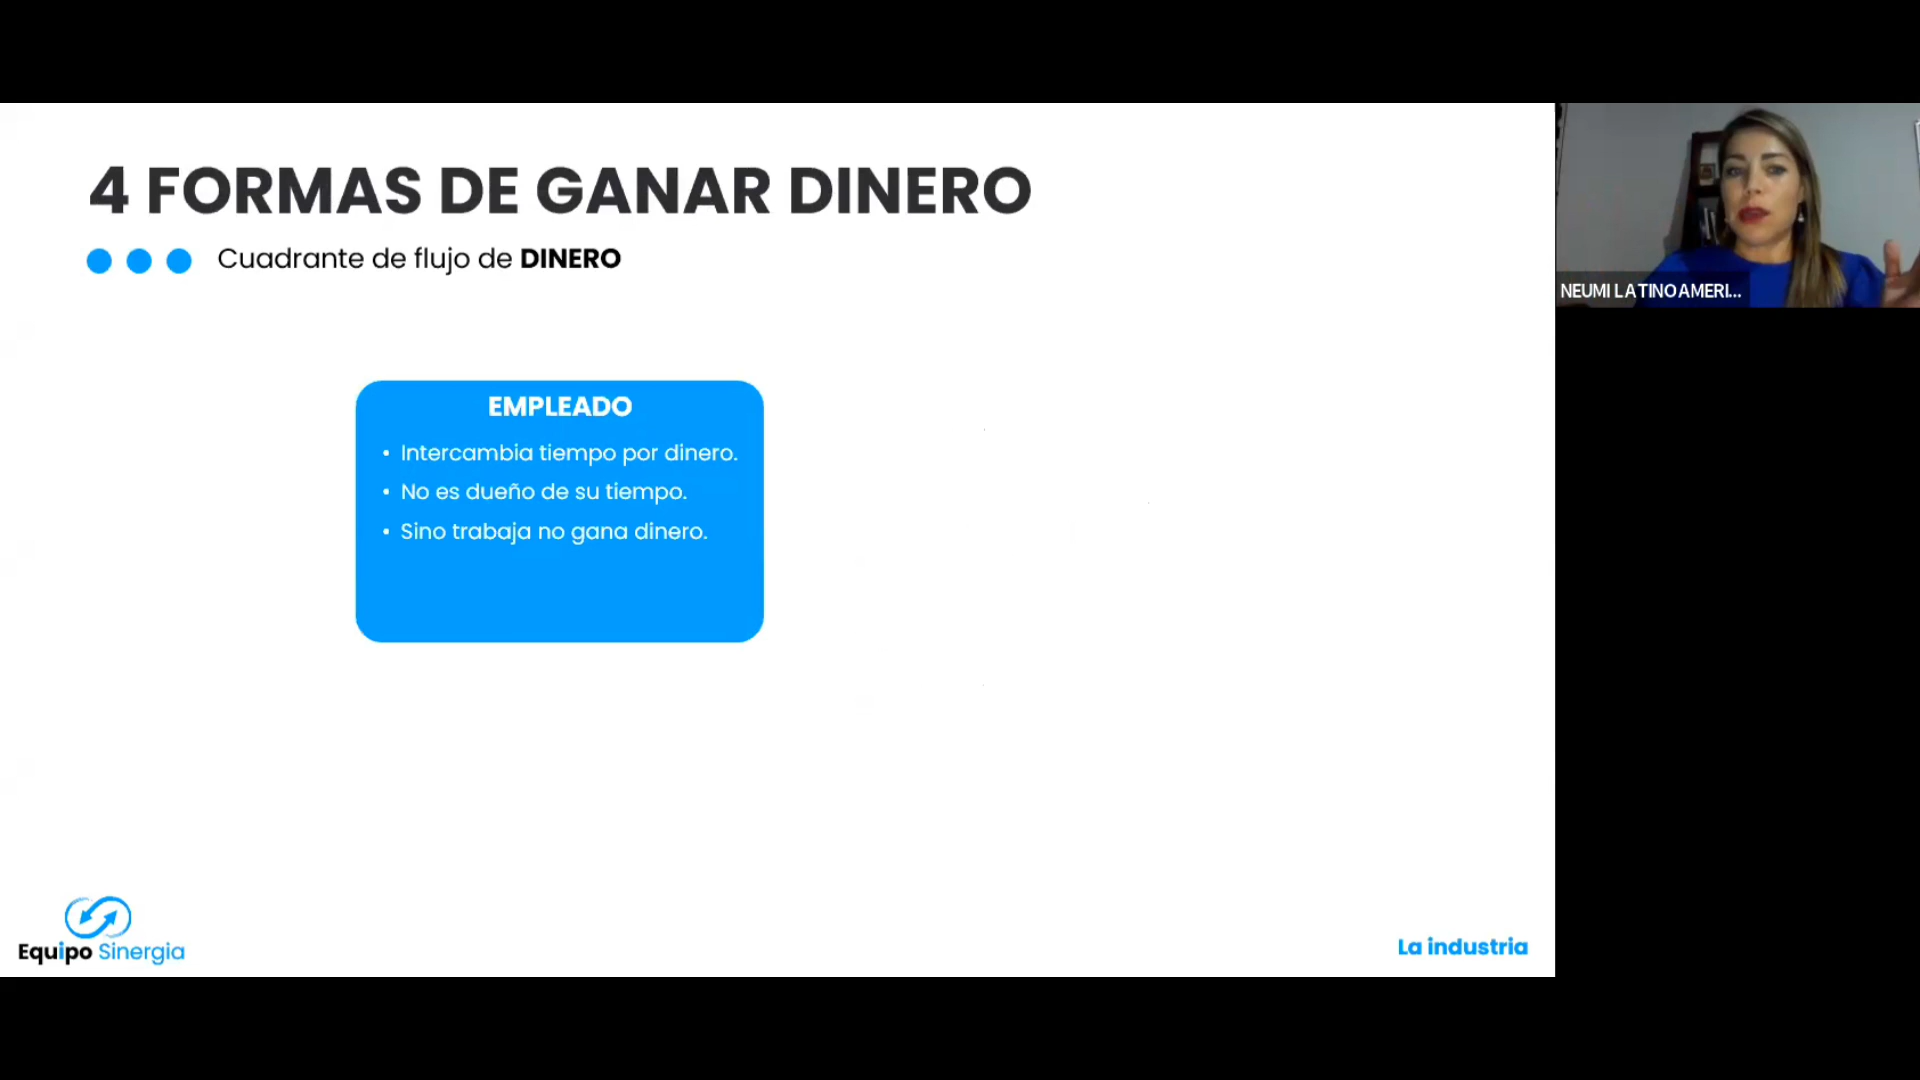 4 FORMAS DE GANAR DINERO
Cuadrante de flujo de DINERO
NEUMI LATINOAMERI...
EMPLEADO
• Intercambia tiempo por dinero.
• No es dueño de su tiempo.
• Sino trabaja no gana dinero.
Equipo Sinergia
La industria